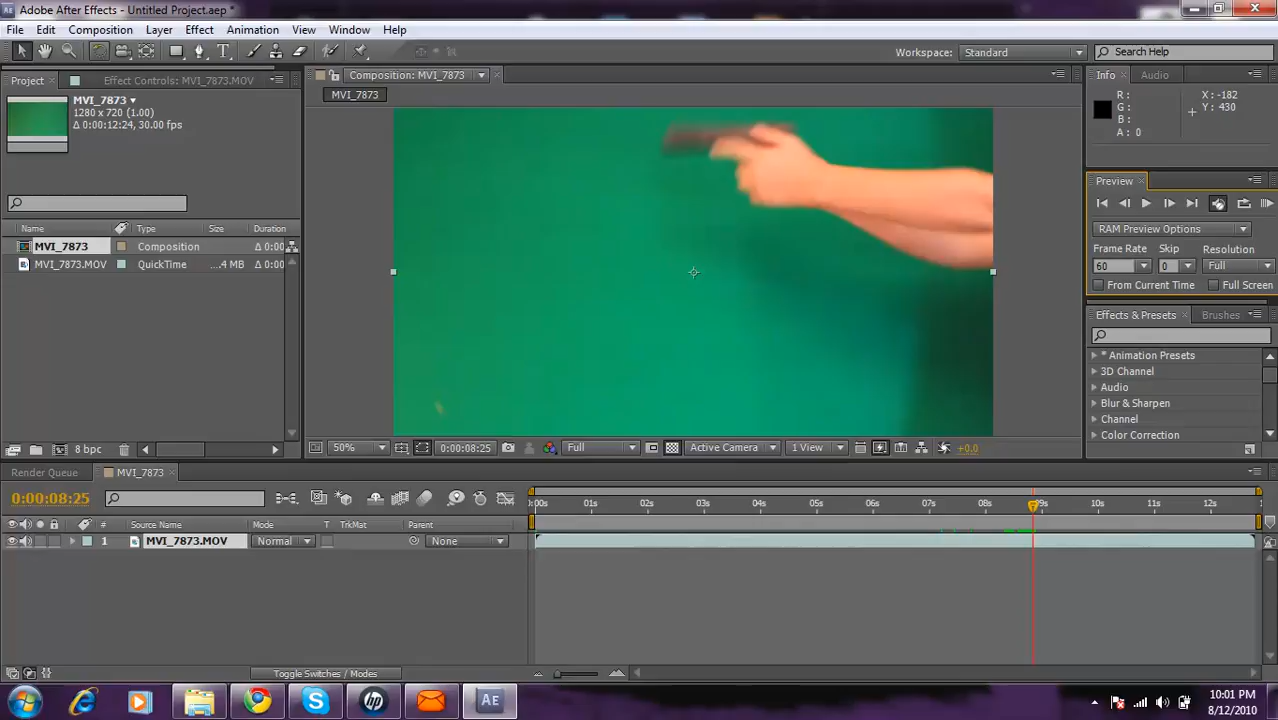 Adobe After Effects - Untitled Project.aep *
File Edit Composition Layer Effect Animation View Window Help
Workspace: Standard Search Help
Project Effect Controls: MVI_7873.MOV
MVI_7873
1280 x 720 (1.00)
Δ 0:00:12:24, 30.00 fps
Name Type Size Duration
MVI_7873 Composition Δ 0:00
MVI_7873.MOV QuickTime ...4 MB Δ 0:00
8 bpc
Composition: MVI_7873
MVI_7873
50% 0:00:08:25 Full Active Camera 1 View +0.0
Info Audio
R : X : -182
G : Y : 430
B :
A : 0
Preview
RAM Preview Options
Frame Rate Skip Resolution
60 0 Full
From Current Time Full Screen
Effects & Presets Brushes
* Animation Presets
3D Channel
Audio
Blur & Sharpen
Channel
Color Correction
Render Queue MVI_7873
0:00:08:25
00s 01s 02s 03s 04s 05s 06s 07s 08s 09s 10s 11s 12s
# Source Name Mode T TrkMat Parent
1 MVI_7873.MOV Normal None
Toggle Switches / Modes
Ae
10:01 PM
8/12/2010